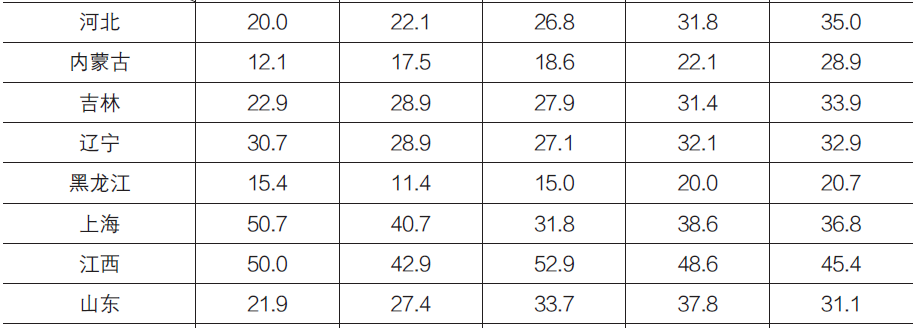 河北 20.0 22.1 26.8 31.8 35.0
内蒙古 12.1 17.5 18.6 22.1 28.9
吉林 22.9 28.9 27.9 31.4 33.9
辽宁 30.7 28.9 27.1 32.1 32.9
黑龙江 15.4 11.4 15.0 20.0 20.7
上海 50.7 40.7 31.8 38.6 36.8
江西 50.0 42.9 52.9 48.6 45.4
山东 21.9 27.4 33.7 37.8 31.1